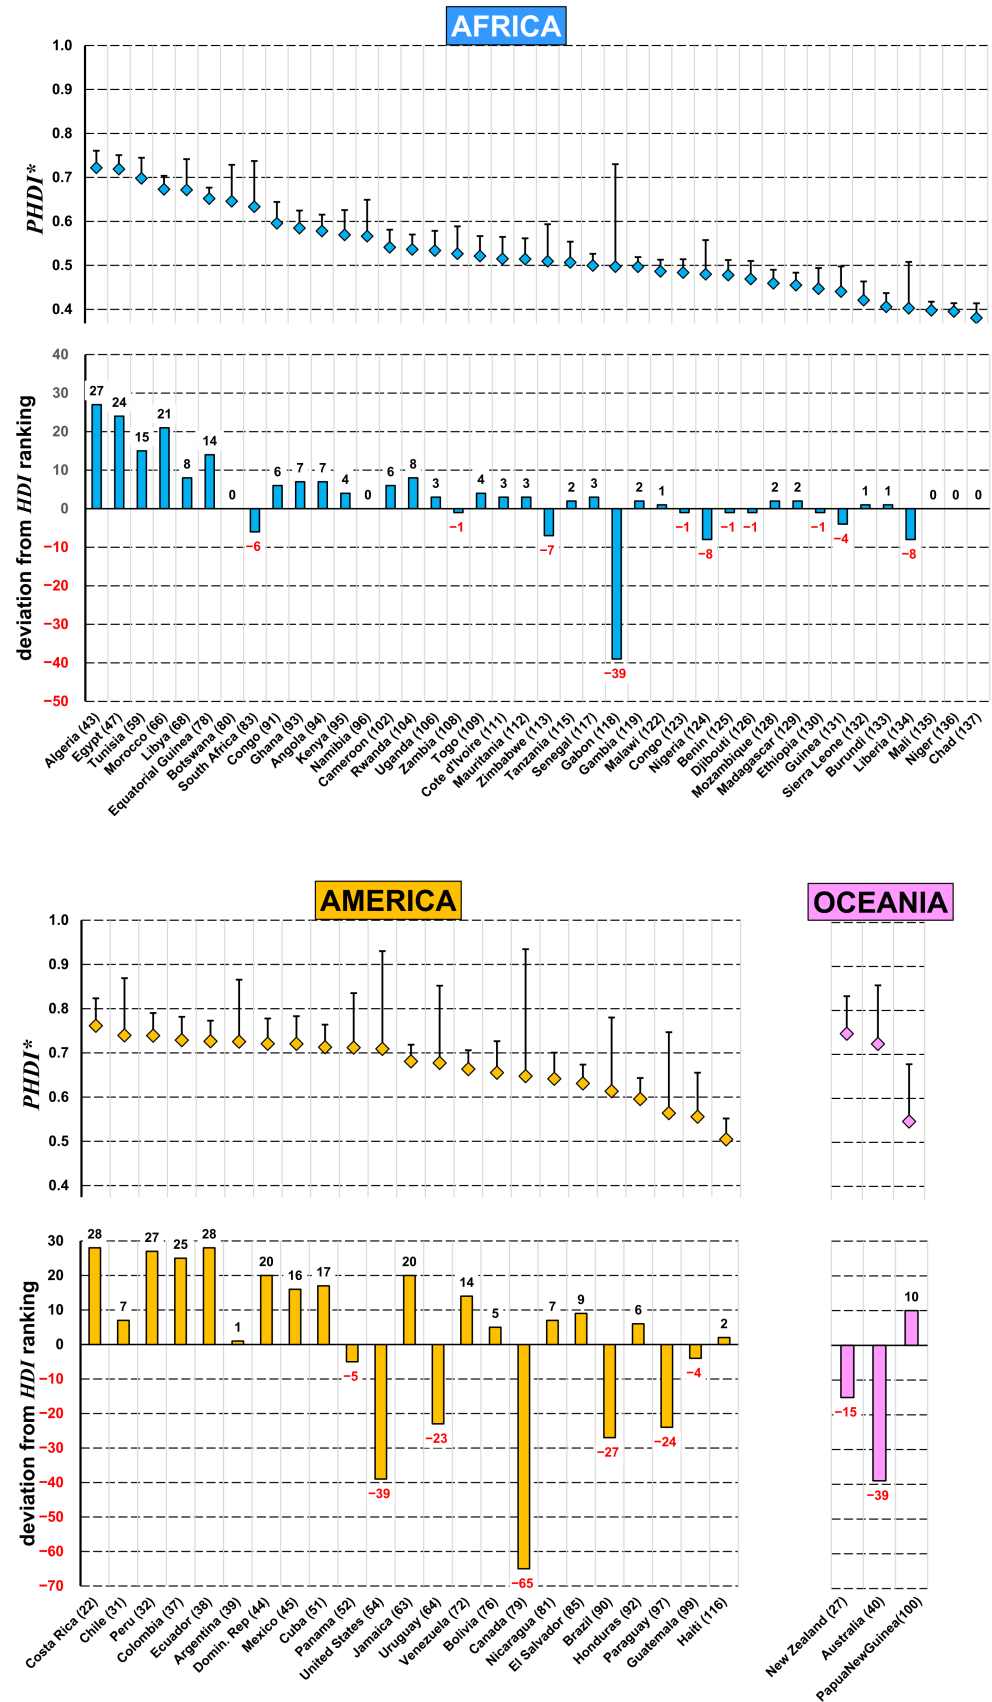 AFRICA
PHDI*
1.0
0.9
0.8
0.7
0.6
0.5
0.4
deviation from HDI ranking
40
30
20
10
0
−10
−20
−30
−40
−50
27 24 15 21 8 14 0 −6 6 7 7 4 0 6 8 3 −1 4 3 3 −7 2 3 −39 2 1 −1 −8 −1 −1 2 2 −1 −4 1 1 −8 0 0 0
Algeria (43)
Egypt (47)
Tunisia (59)
Morocco (66)
Libya (68)
Equatorial Guinea (78)
Botswana (80)
South Africa (83)
Congo (91)
Ghana (93)
Angola (94)
Kenya (95)
Namibia (96)
Cameroon (102)
Rwanda (104)
Uganda (106)
Zambia (108)
Togo (109)
Cote d'Ivoire (111)
Mauritania (112)
Zimbabwe (113)
Tanzania (115)
Senegal (117)
Gabon (118)
Gambia (119)
Malawi (122)
Congo (123)
Nigeria (124)
Benin (125)
Djibouti (126)
Mozambique (128)
Madagascar (129)
Ethiopia (130)
Guinea (131)
Sierra Leone (132)
Burundi (133)
Liberia (134)
Mali (135)
Niger (136)
Chad (137)
AMERICA
PHDI*
1.0
0.9
0.8
0.7
0.6
0.5
0.4
deviation from HDI ranking
30
20
10
0
−10
−20
−30
−40
−50
−60
−70
28 7 27 25 28 1 20 16 17 −5 −39 20 −23 14 5 −65 7 9 −27 6 −24 −4 2
Costa Rica (22)
Chile (31)
Peru (32)
Colombia (37)
Ecuador (38)
Argentina (39)
Domin. Rep (44)
Mexico (45)
Cuba (51)
Panama (52)
United States (54)
Jamaica (63)
Uruguay (64)
Venezuela (72)
Bolivia (76)
Canada (79)
Nicaragua (81)
El Salvador (85)
Brazil (90)
Honduras (92)
Paraguay (97)
Guatemala (99)
Haiti (116)
OCEANIA
−15 −39 10
New Zealand (27)
Australia (40)
PapuaNewGuinea(100)